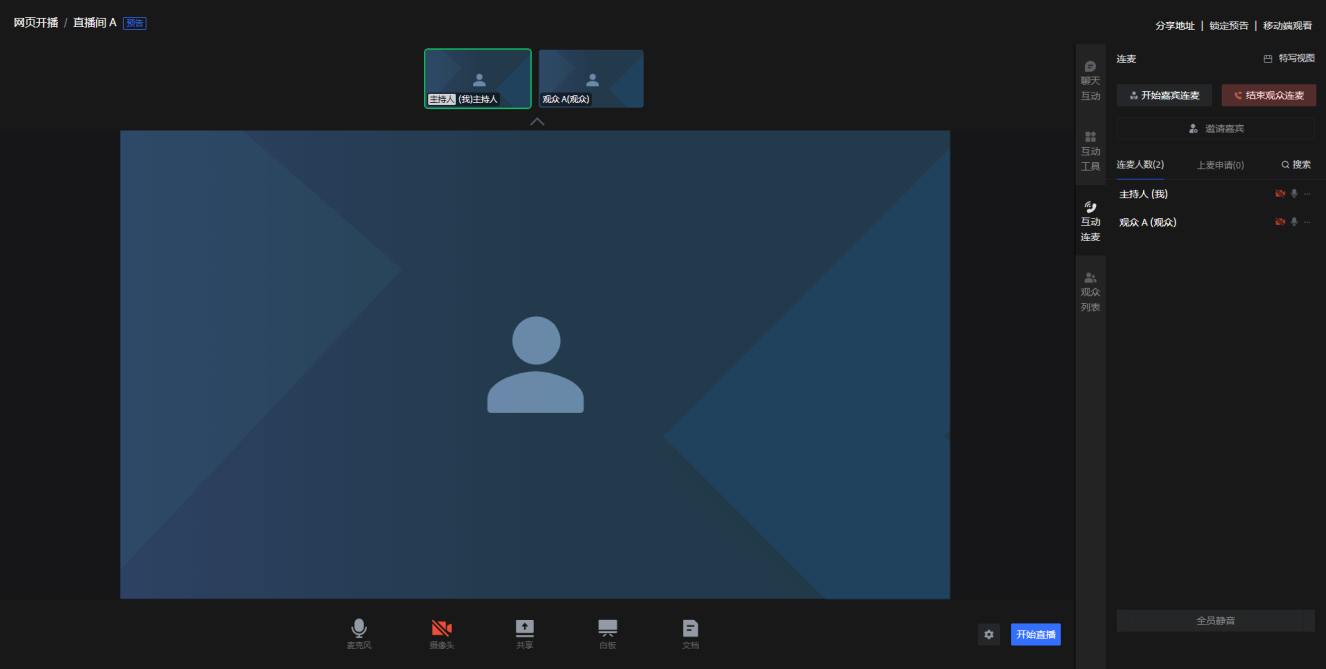 网页开播 / 直播间 A 预告
分享地址 | 锁定预告 | 移动端观看
主持人 (我)主持人
观众 A(观众)
聊天
互动
互动
工具
互动
连麦
观众
列表
连麦
特写视图
开始嘉宾连麦
结束观众连麦
邀请嘉宾
连麦人数(2)
上麦申请(0)
搜索
主持人 (我)
观众 A (观众)
全员静音
麦克风
摄像头
共享
白板
文档
开始直播